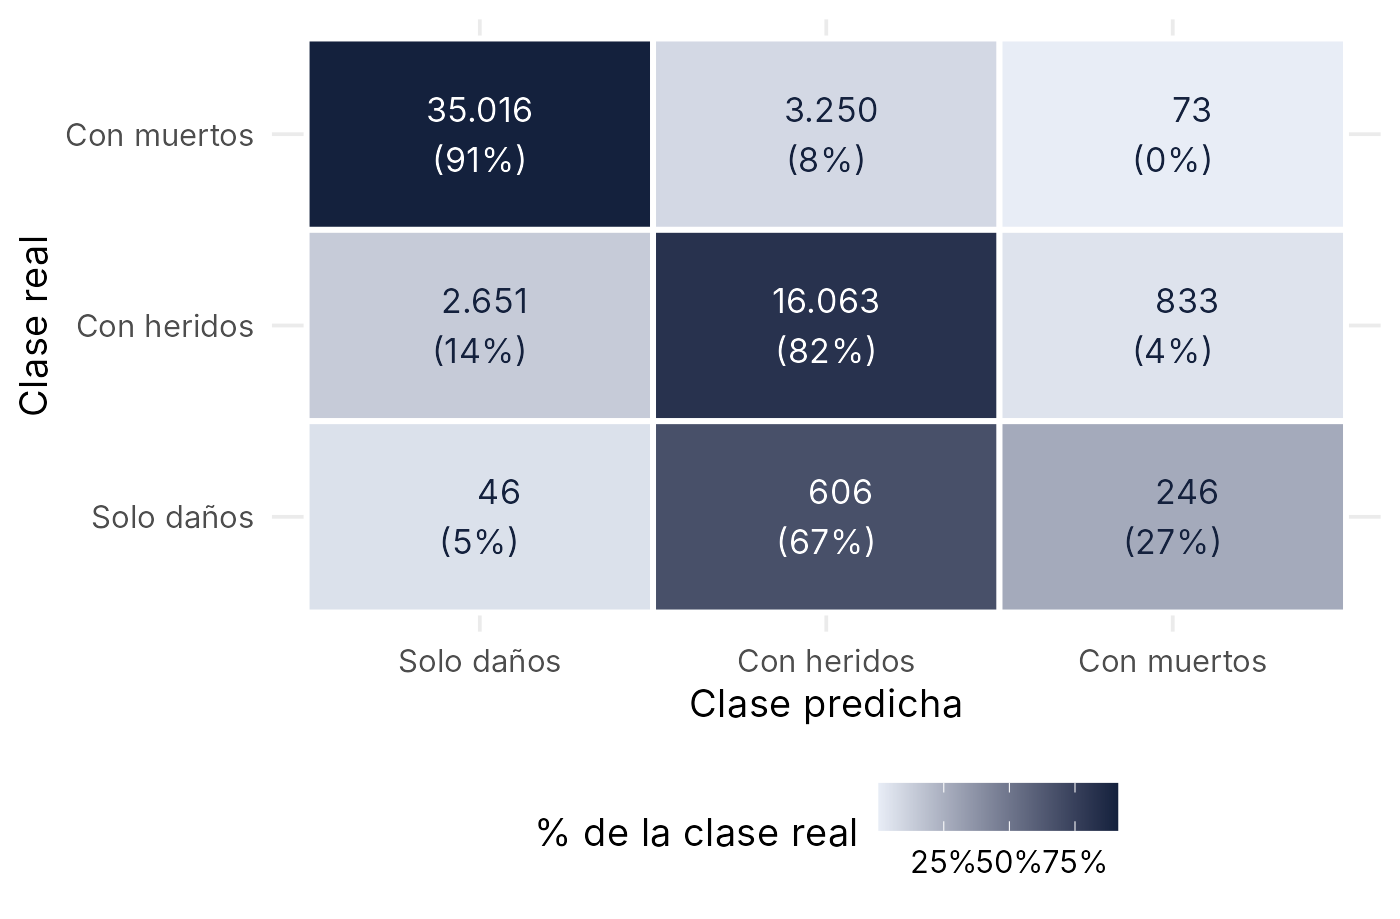 35.016
(91%)
3.250
(8%)
73
(0%)
Con muertos
2.651
(14%)
16.063
(82%)
833
(4%)
Con heridos
46
(5%)
606
(67%)
246
(27%)
Solo daños
Clase real
Solo daños
Con heridos
Con muertos
Clase predicha
% de la clase real
25%
50%
75%